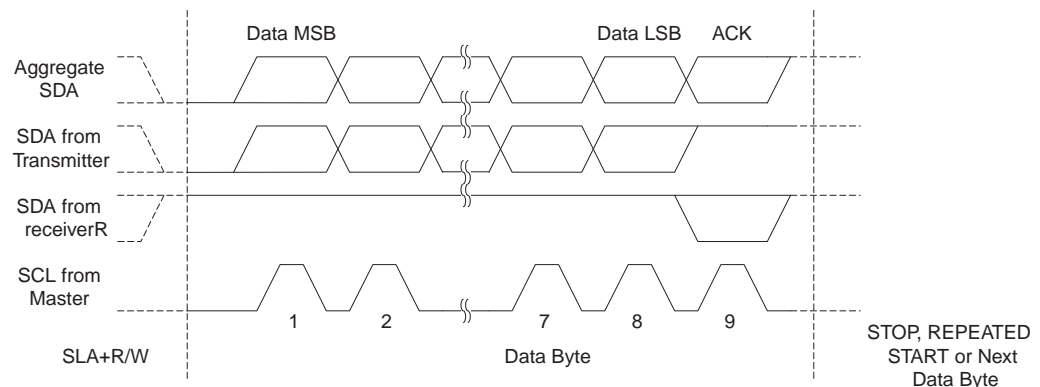 Data MSB
Data LSB
ACK
Aggregate
SDA
SDA from
Transmitter
SDA from
receiverR
SCL from
Master
1
2
7
8
9
SLA+R/W
Data Byte
STOP, REPEATED
START or Next
Data Byte